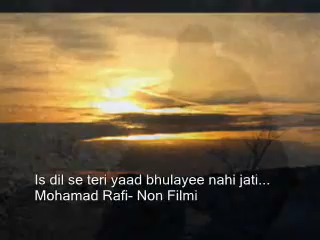 Is dil se teri yaad bhulayee nahi jati...
Mohamad Rafi- Non Filmi